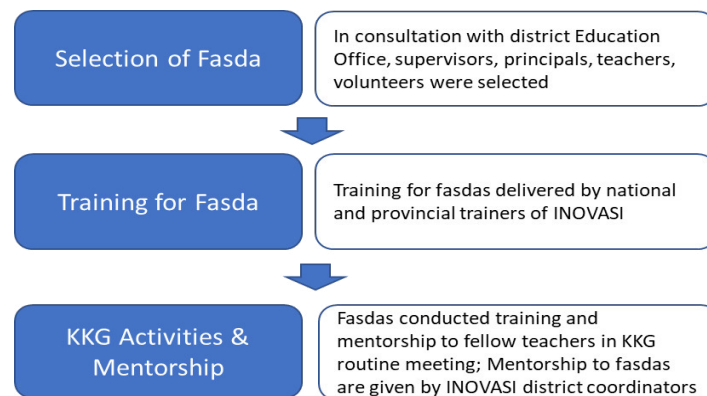 Selection of Fasda
In consultation with district Education
Office, supervisors, principals, teachers,
volunteers were selected
Training for Fasda
Training for fasdas delivered by national
and provincial trainers of INOVASI
KKG Activities &
Mentorship
Fasdas conducted training and
mentorship to fellow teachers in KKG
routine meeting; Mentorship to fasdas
are given by INOVASI district coordinators